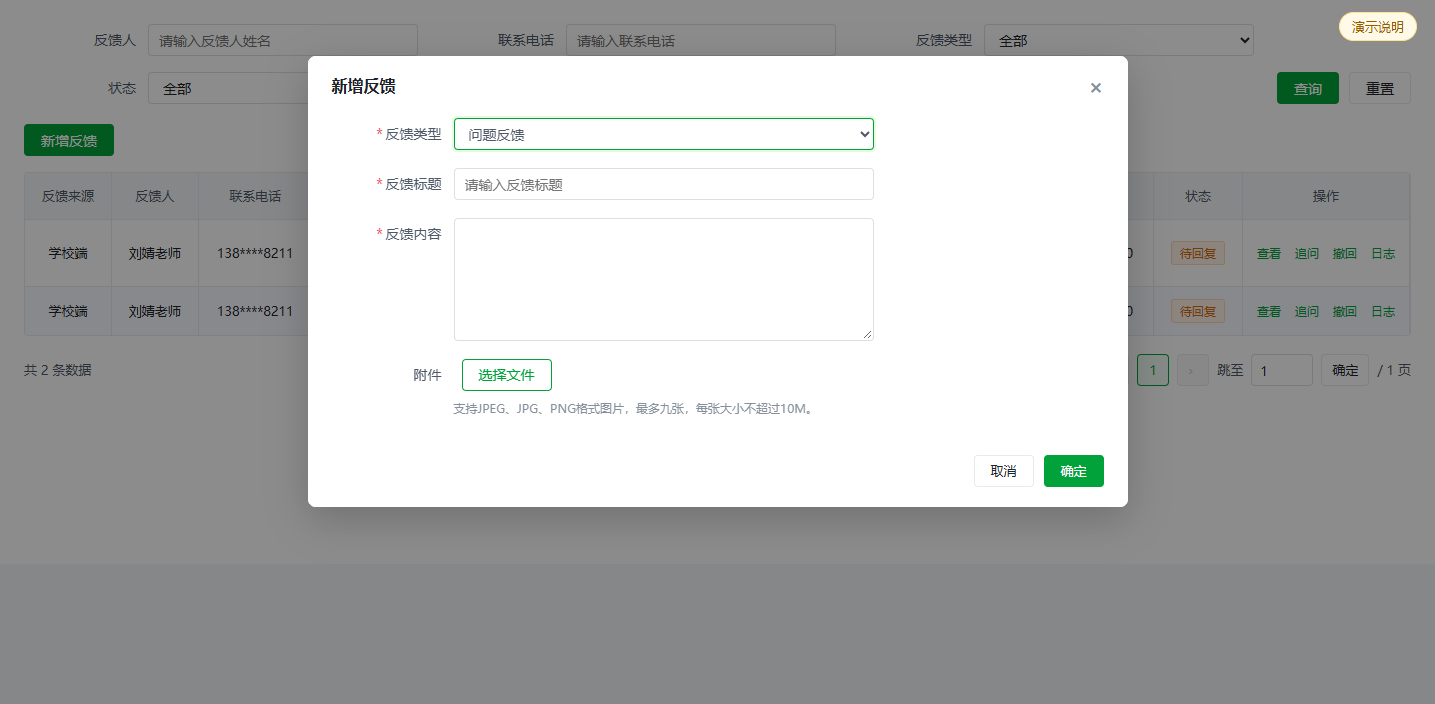 反馈人 请输入反馈人姓名 联系电话 请输入联系电话 反馈类型 全部 演示说明
状态 全部 查询 重置
新增反馈
反馈来源 反馈人 联系电话 状态 操作
学校端 刘婧老师 138****8211 0 待回复 查看 追问 撤回 日志
学校端 刘婧老师 138****8211 0 待回复 查看 追问 撤回 日志
共 2 条数据 1 › 跳至 1 确定 / 1 页
新增反馈 ×
*反馈类型 问题反馈
*反馈标题 请输入反馈标题
*反馈内容
附件 选择文件
支持JPEG、JPG、PNG格式图片，最多九张，每张大小不超过10M。
取消 确定